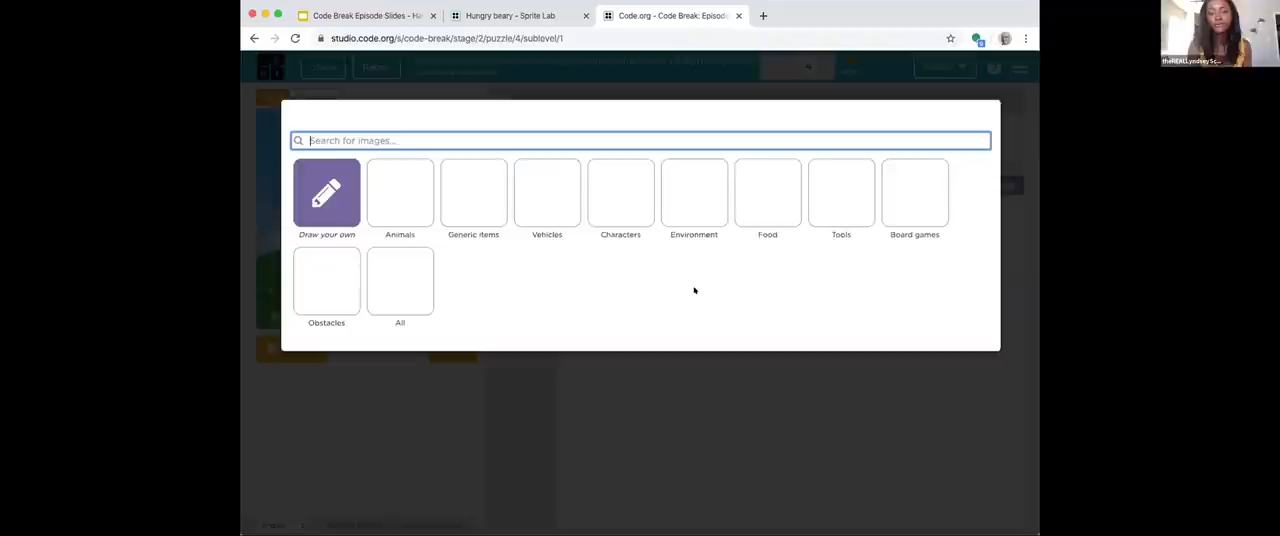 Code Break Episode Slides - Ha
Hungry beary - Sprite Lab
Code.org - Code Break: Episode
studio.code.org/s/code-break/stage/2/puzzle/4/sublevel/1
theREALLyndseySc...
Search for images...
Draw your own
Animals
Generic items
Vehicles
Characters
Environment
Food
Tools
Board games
Obstacles
All